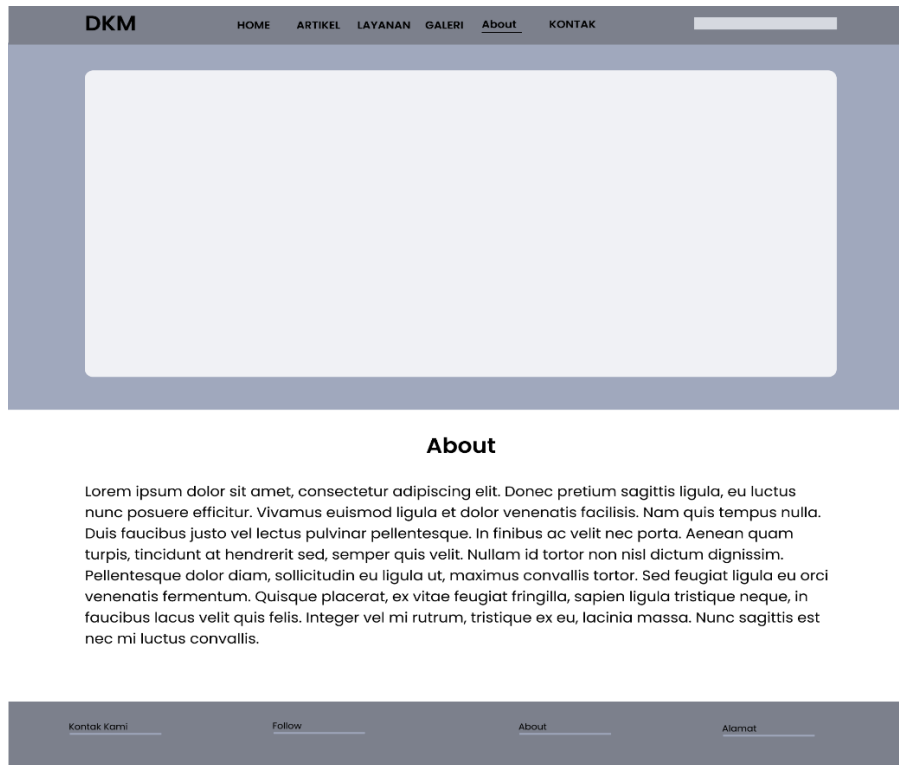 DKM
HOME ARTIKEL LAYANAN GALERI About KONTAK
About
Lorem ipsum dolor sit amet, consectetur adipiscing elit. Donec pretium sagittis ligula, eu luctus
nunc posuere efficitur. Vivamus euismod ligula et dolor venenatis facilisis. Nam quis tempus nulla.
Duis faucibus justo vel lectus pulvinar pellentesque. In finibus ac velit nec porta. Aenean quam
turpis, tincidunt at hendrerit sed, semper quis velit. Nullam id tortor non nisl dictum dignissim.
Pellentesque dolor diam, sollicitudin eu ligula ut, maximus convallis tortor. Sed feugiat ligula eu orci
venenatis fermentum. Quisque placerat, ex vitae feugiat fringilla, sapien ligula tristique neque, in
faucibus lacus velit quis felis. Integer vel mi rutrum, tristique ex eu, lacinia massa. Nunc sagittis est
nec mi luctus convallis.
Kontak Kami
Follow
About
Alamat